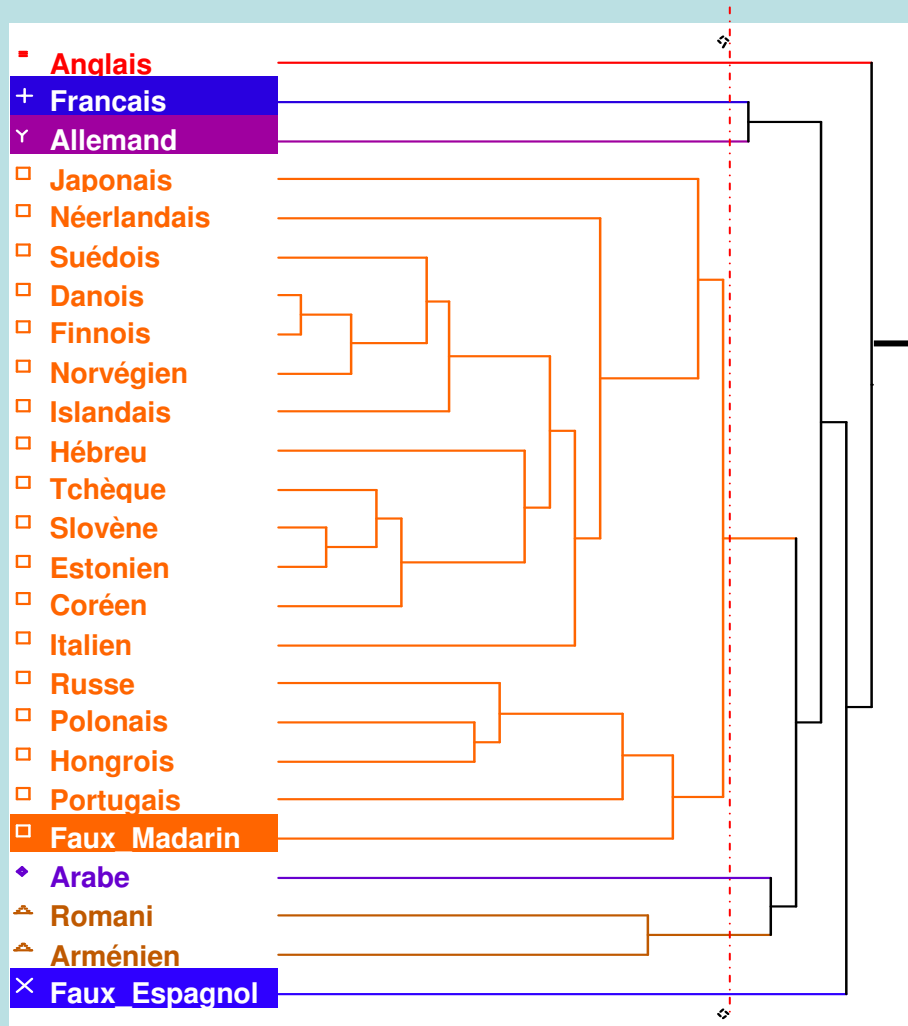 Anglais
Francais
Allemand
Japonais
Néerlandais
Suédois
Danois
Finnois
Norvégien
Islandais
Hébreu
Tchèque
Slovène
Estonien
Coréen
Italien
Russe
Polonais
Hongrois
Portugais
Faux_Madarin
Arabe
Romani
Arménien
Faux_Espagnol